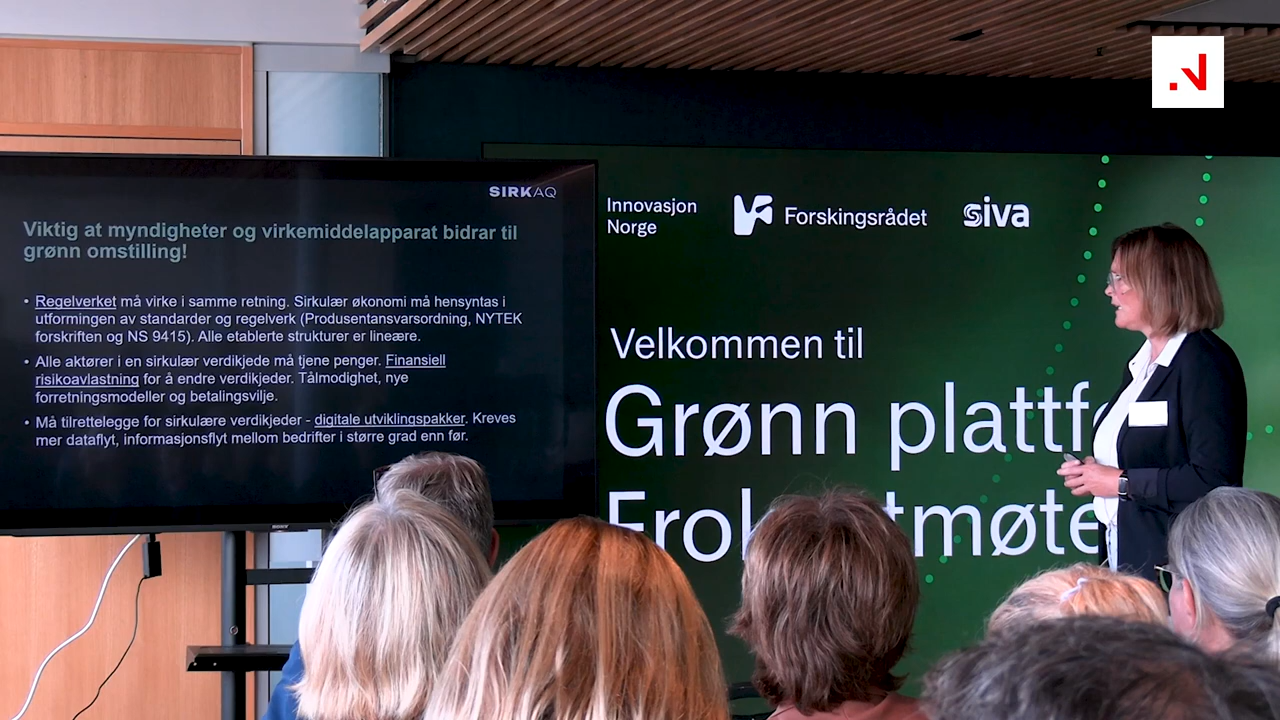 SIRKAQ
Viktig at myndigheter og virkemiddelapparat bidrar til
grønn omstilling!
• Regelverket må virke i samme retning. Sirkulær økonomi må hensyntas i
utformingen av standarder og regelverk (Produsentansvarsordning, NYTEK
forskriften og NS 9415). Alle etablerte strukturer er lineære.
• Alle aktører i en sirkulær verdikjede må tjene penger. Finansiell
risikoavlastning for å endre verdikjeder. Tålmodighet, nye
forretningsmodeller og betalingsvilje.
• Må tilrettelegge for sirkulære verdikjeder - digitale utviklingspakker. Kreves
mer dataflyt, informasjonsflyt mellom bedrifter i større grad enn før.
Innovasjon
Norge
Forskingsrådet
siva
Velkommen til
Grønn plattf